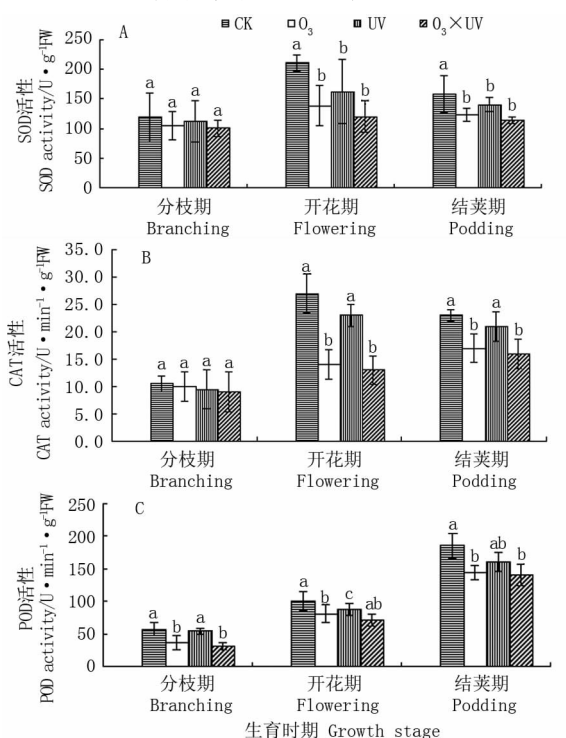 CK O₃ UV O₃×UV
A
SOD活性
SOD activity/U·g⁻¹FW
250
200
150
100
50
0
a a a a
a b b b
a b b b
分枝期 开花期 结荚期
Branching Flowering Podding
B
CAT活性
CAT activity/U·min⁻¹·g⁻¹FW
35.0
30.0
25.0
20.0
15.0
10.0
5.0
0.0
a a a a
a b a b
a b a b
分枝期 开花期 结荚期
Branching Flowering Podding
C
POD活性
POD activity/U·min⁻¹·g⁻¹FW
250
200
150
100
50
0
a b a b
a b c ab
a b ab b
分枝期 开花期 结荚期
Branching Flowering Podding
生育时期 Growth stage